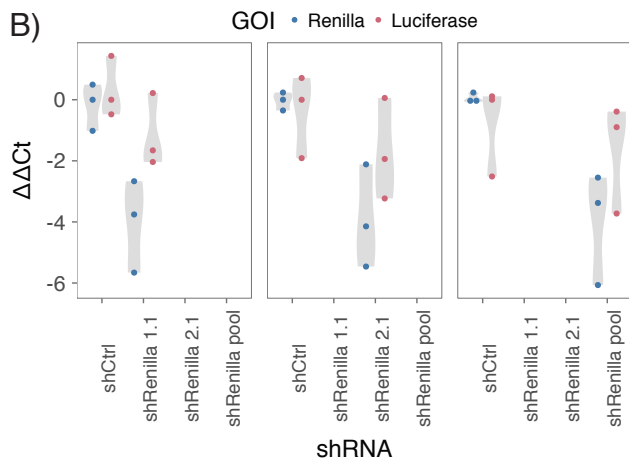 B)
GOI Renilla Luciferase
ΔΔCt
0
-2
-4
-6
shCtrl
shRenilla 1.1
shRenilla 2.1
shRenilla pool
shCtrl
shRenilla 1.1
shRenilla 2.1
shRenilla pool
shCtrl
shRenilla 1.1
shRenilla 2.1
shRenilla pool
shRNA